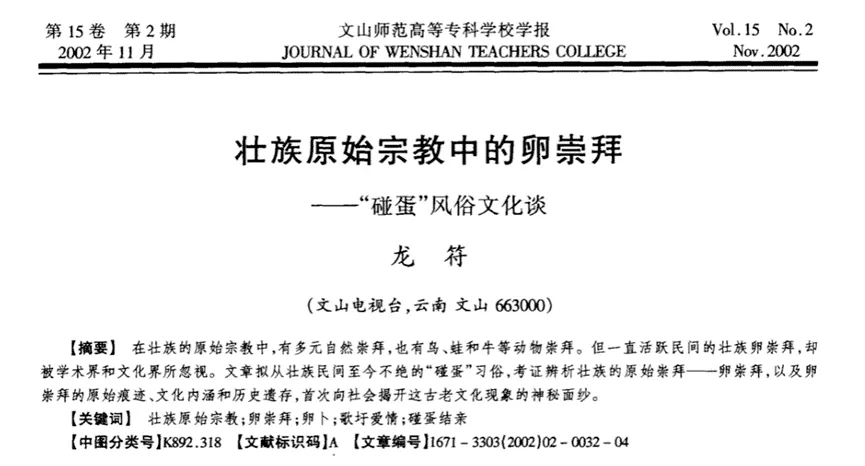 第15卷 第2期 文山师范高等专科学校学报 Vol.15 No.2
2002年11月 JOURNAL OF WENSHAN TEACHERS COLLEGE Nov.2002
壮族原始宗教中的卵崇拜
——“碰蛋”风俗文化谈
龙 符
(文山电视台,云南 文山 663000)
【摘要】 在壮族的原始宗教中,有多元自然崇拜,也有鸟、蛙和牛等动物崇拜。但一直活跃民间的壮族卵崇拜,却
被学术界和文化界所忽视。文章拟从壮族民间至今不绝的“碰蛋”习俗,考证辨析壮族的原始崇拜——卵崇拜,以及卵
崇拜的原始痕迹、文化内涵和历史遗存,首次向社会揭开这古老文化现象的神秘面纱。
【关键词】 壮族原始宗教;卵崇拜;卵卜;歌圩爱情;碰蛋结亲
【中图分类号】K892.318 【文献标识码】A 【文章编号】1671-3303(2002)02-0032-04